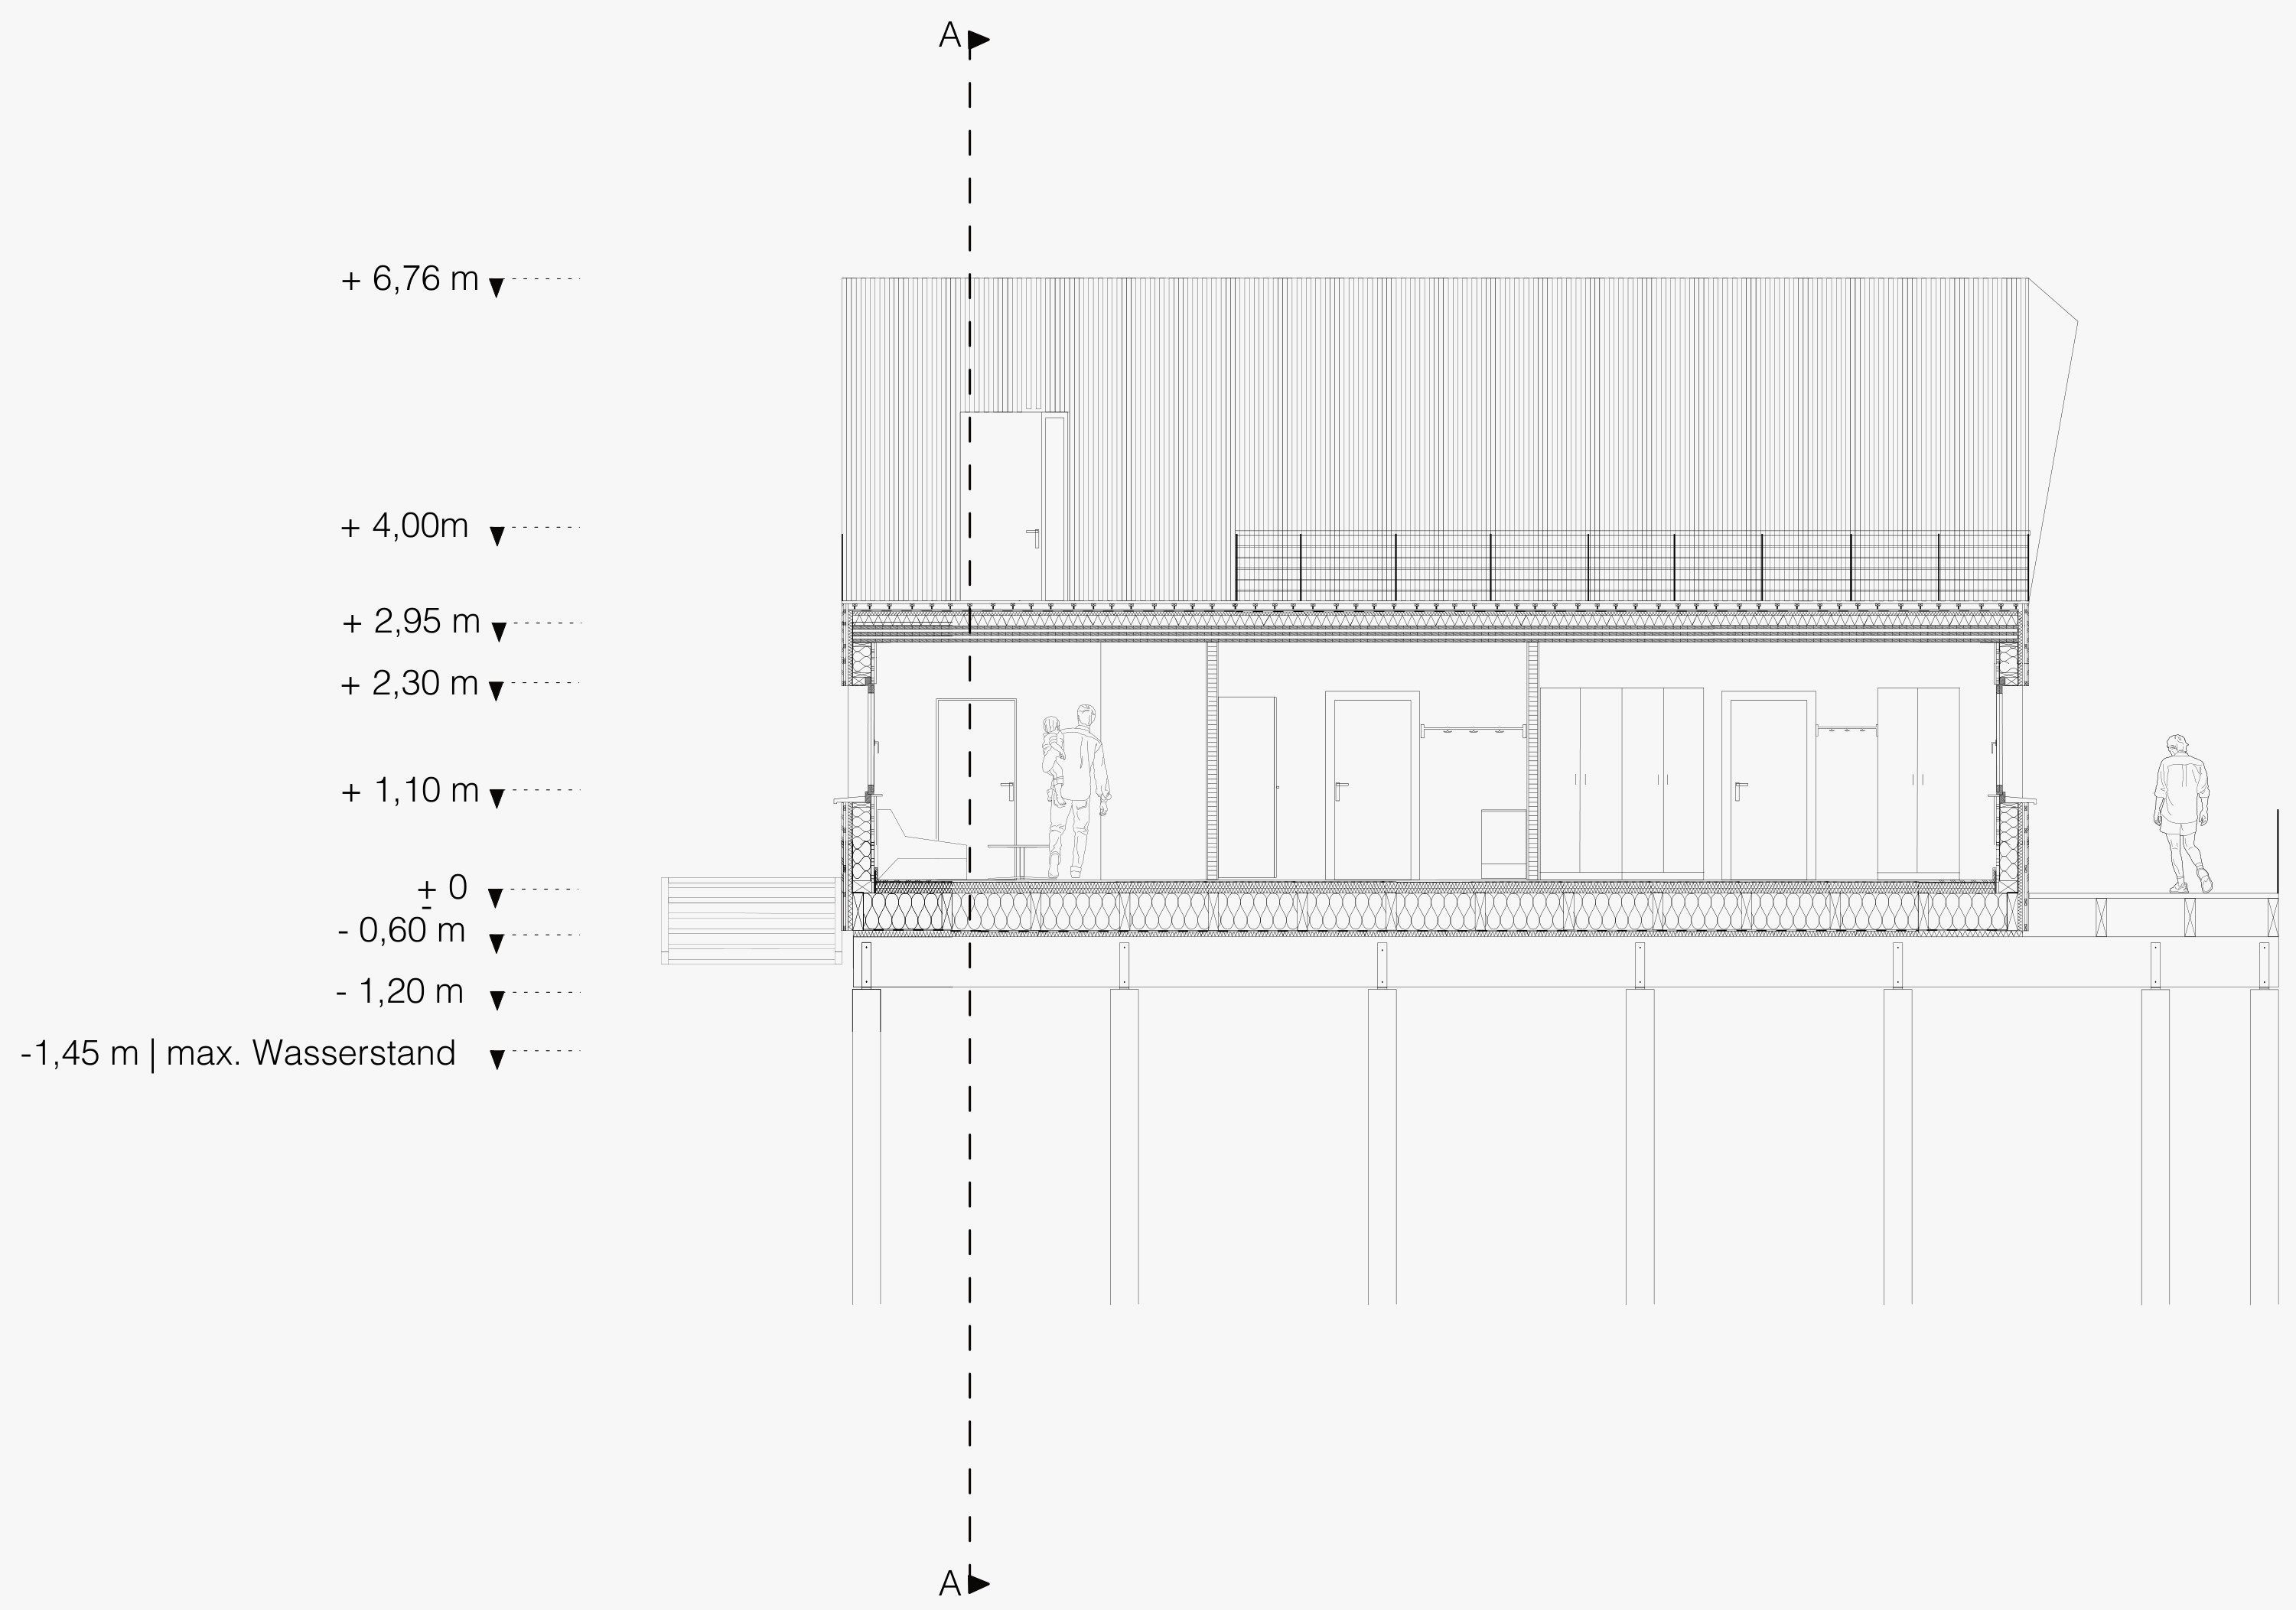 A
+ 6,76 m
+ 4,00m
+ 2,95 m
+ 2,30 m
+ 1,10 m
+ 0
-
- 0,60 m
- 1,20 m
-1,45 m | max. Wasserstand
A